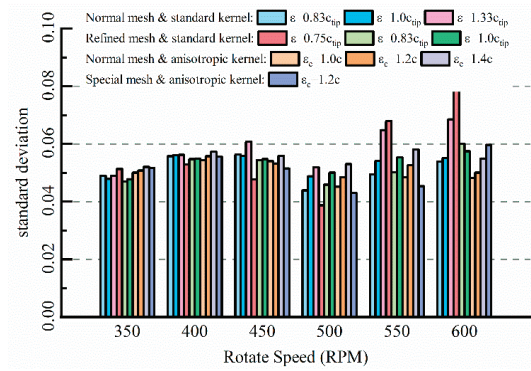 Normal mesh & standard kernel: ε 0.83c_tip ε 1.0c_tip ε 1.33c_tip
Refined mesh & standard kernel: ε 0.75c_tip ε 0.83c_tip ε 1.0c_tip
Normal mesh & anisotropic kernel: ε_c 1.0c ε_c 1.2c ε_c 1.4c
Special mesh & anisotropic kernel: ε_c 1.2c
0.10
0.08
0.06
0.04
0.02
0.00
standard deviation
350 400 450 500 550 600
Rotate Speed (RPM)